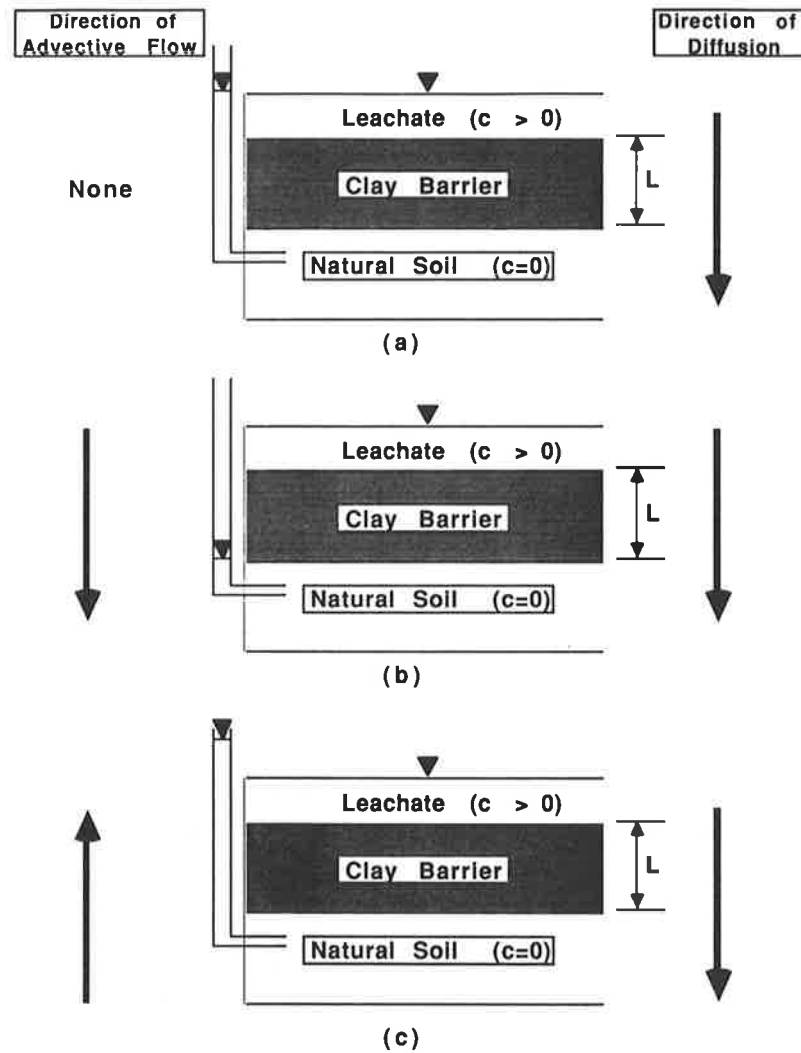 Direction of
Advective Flow
Direction of
Diffusion
Leachate (c > 0)
None
Clay Barrier
L
Natural Soil (c=0)
(a)
Leachate (c > 0)
Clay Barrier
L
Natural Soil (c=0)
(b)
Leachate (c > 0)
Clay Barrier
L
Natural Soil (c=0)
(c)